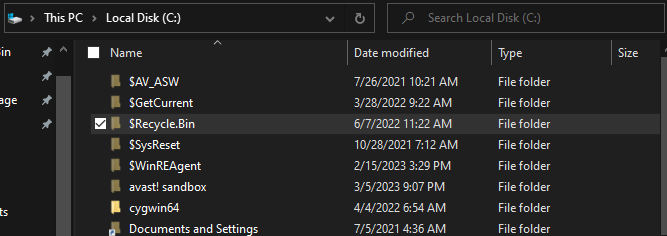 This PC > Local Disk (C:) >
Search Local Disk (C:)
in
Name Date modified Type Size
$AV_ASW 7/26/2021 10:21 AM File folder
age
$GetCurrent 3/28/2022 9:22 AM File folder
$Recycle.Bin 6/7/2022 11:22 AM File folder
$SysReset 10/28/2021 7:12 AM File folder
$WinREAgent 2/15/2023 3:29 PM File folder
avast! sandbox 3/5/2023 9:07 PM File folder
ts
cygwin64 4/4/2022 6:54 AM File folder
Documents and Settings 7/5/2021 4:36 AM File folder